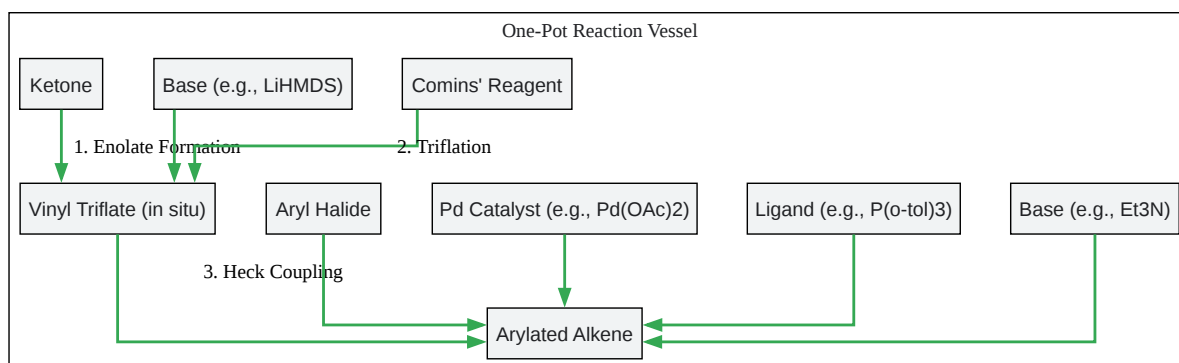 One-Pot Reaction Vessel
Ketone
Base (e.g., LiHMDS)
Comins' Reagent
1. Enolate Formation
2. Triflation
Vinyl Triflate (in situ)
Aryl Halide
Pd Catalyst (e.g., Pd(OAc)2)
Ligand (e.g., P(o-tol)3)
Base (e.g., Et3N)
3. Heck Coupling
Arylated Alkene